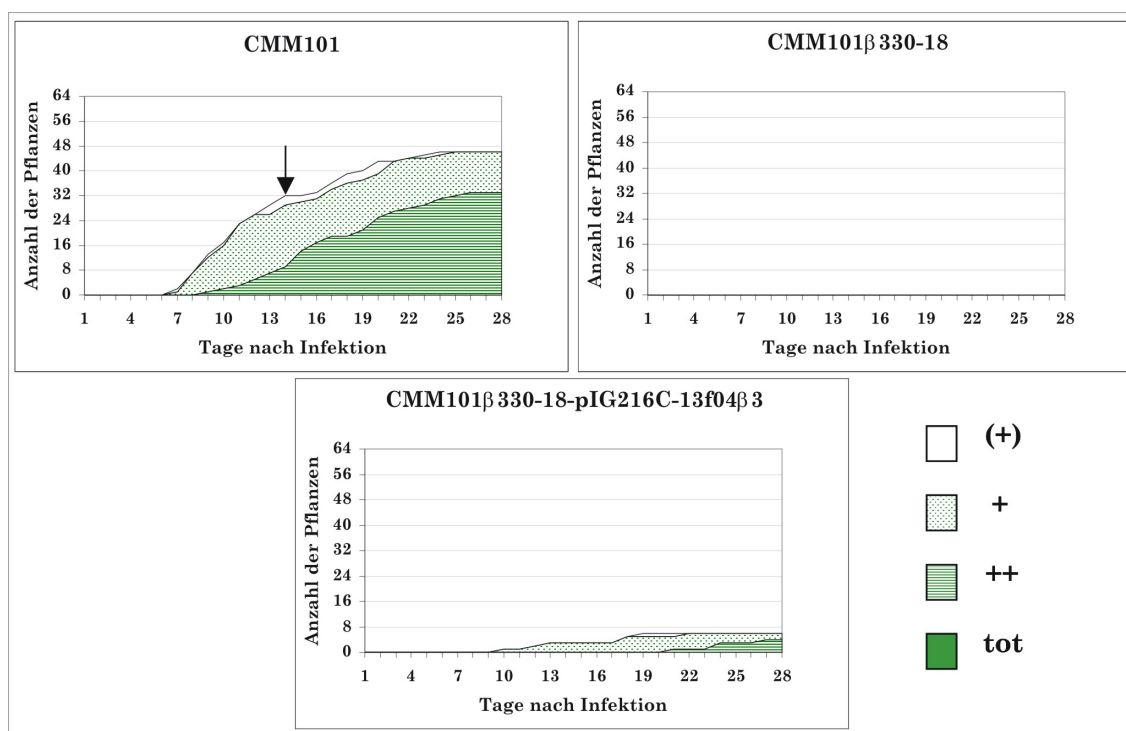 CMM101
Anzahl der Pflanzen
64
56
48
40
32
24
16
8
0
1 4 7 10 13 16 19 22 25 28
Tage nach Infektion
CMM101β330-18
Anzahl der Pflanzen
64
56
48
40
32
24
16
8
0
1 4 7 10 13 16 19 22 25 28
Tage nach Infektion
CMM101β330-18-pIG216C-13f04β3
Anzahl der Pflanzen
64
56
48
40
32
24
16
8
0
1 4 7 10 13 16 19 22 25 28
Tage nach Infektion
(+)
+
++
tot